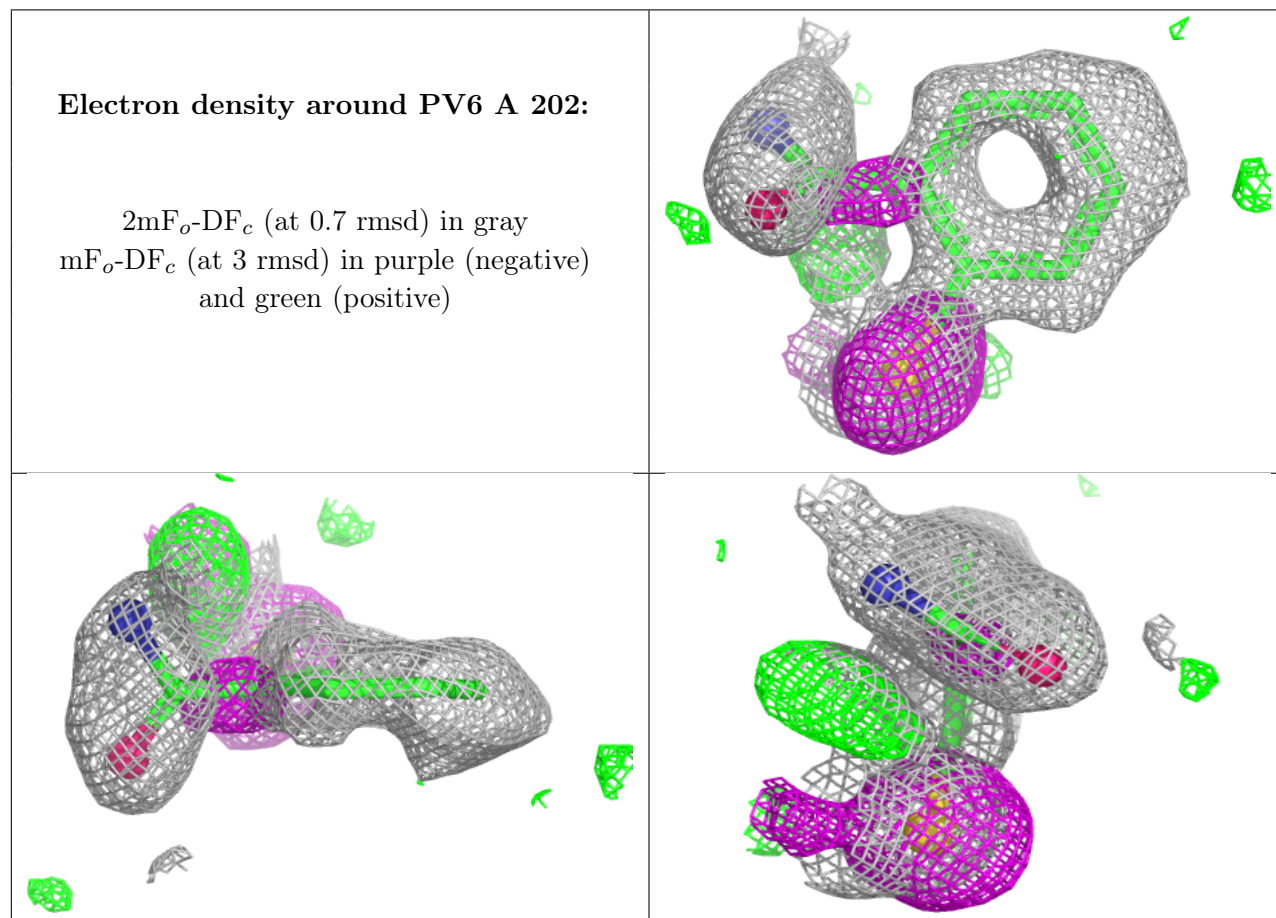 Electron density around PV6 A 202:
2mF$_o$-DF$_c$ (at 0.7 rmsd) in gray
mF$_o$-DF$_c$ (at 3 rmsd) in purple (negative)
and green (positive)